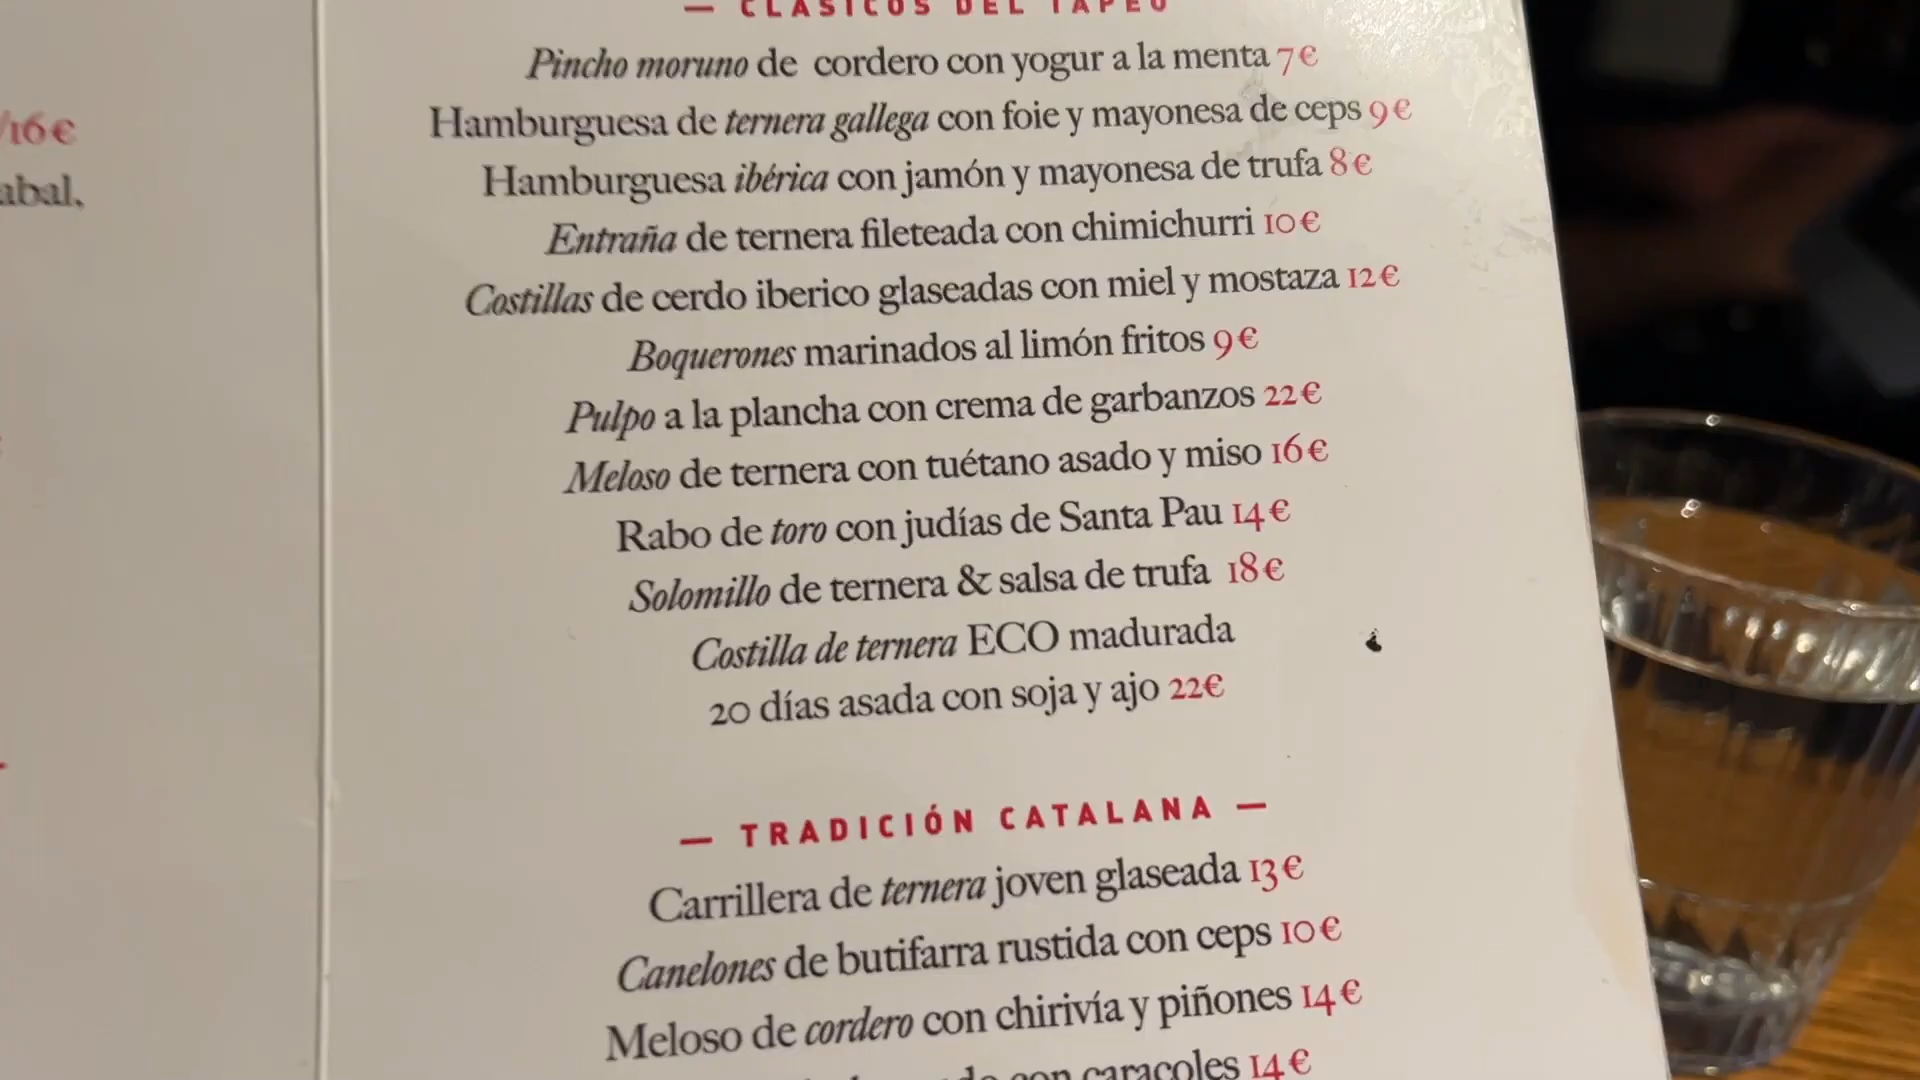 — CLÁSICOS DEL TAPEO
Pincho moruno de cordero con yogur a la menta 7€
Hamburguesa de ternera gallega con foie y mayonesa de ceps 9€
Hamburguesa ibérica con jamón y mayonesa de trufa 8€
Entraña de ternera fileteada con chimichurri 10€
Costillas de cerdo iberico glaseadas con miel y mostaza 12€
Boquerones marinados al limón fritos 9€
Pulpo a la plancha con crema de garbanzos 22€
Meloso de ternera con tuétano asado y miso 16€
Rabo de toro con judías de Santa Pau 14€
Solomillo de ternera & salsa de trufa 18€
Costilla de ternera ECO madurada
20 días asada con soja y ajo 22€
— TRADICIÓN CATALANA —
Carrillera de ternera joven glaseada 13€
Canelones de butifarra rustida con ceps 10€
Meloso de cordero con chirivía y piñones 14€
con caracoles 14€
/16€
abal,